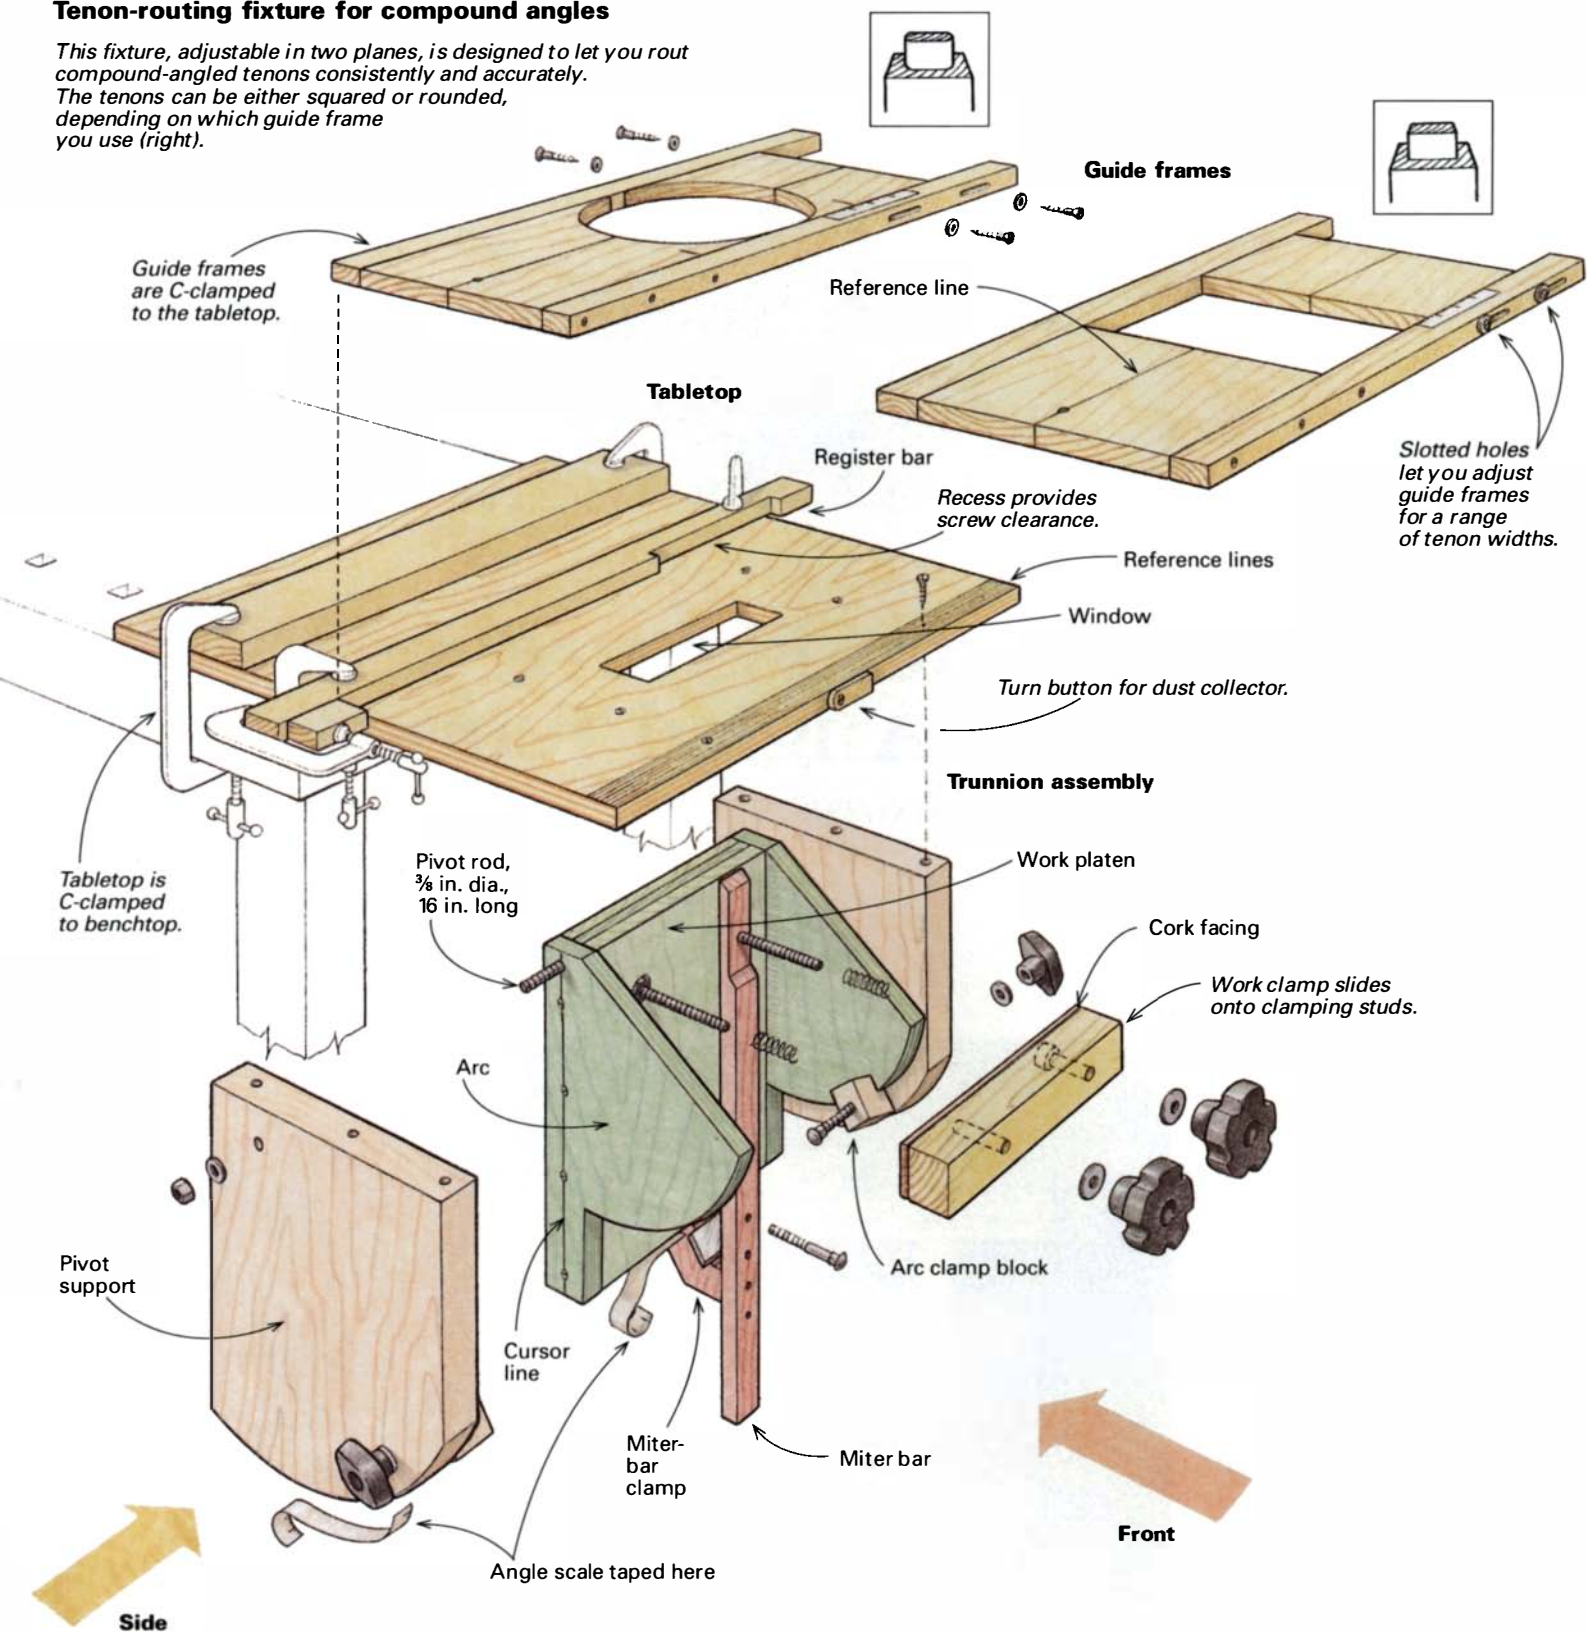 Tenon-routing fixture for compound angles
This fixture, adjustable in two planes, is designed to let you rout
compound-angled tenons consistently and accurately.
The tenons can be either squared or rounded,
depending on which guide frame
you use (right).
Guide frames
Guide frames
are C-clamped
to the tabletop.
Reference line
Tabletop
Slotted holes
let you adjust
guide frames
for a range
of tenon widths.
Register bar
Recess provides
screw clearance.
Reference lines
Window
Turn button for dust collector.
Trunnion assembly
Tabletop is
C-clamped
to benchtop.
Pivot rod,
⅜ in. dia.,
16 in. long
Work platen
Cork facing
Work clamp slides
onto clamping studs.
Arc
Pivot
support
Arc clamp block
Cursor
line
Miter-
bar
clamp
Miter bar
Front
Angle scale taped here
Side